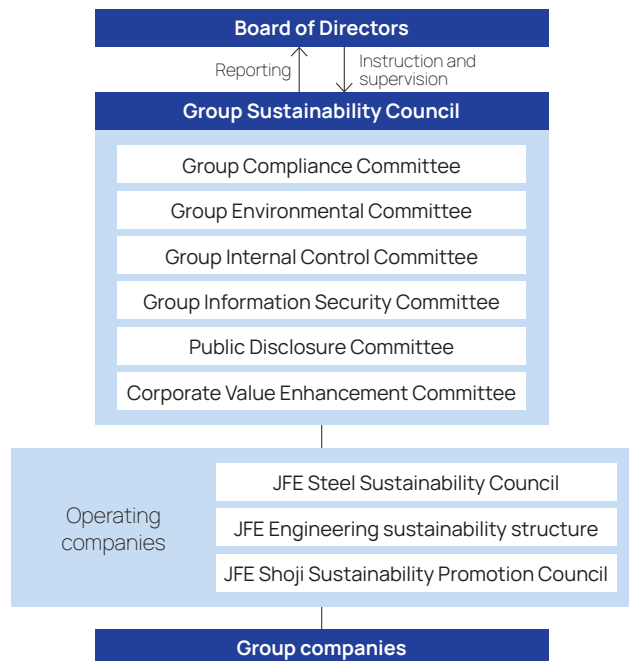 Board of Directors
Reporting
Instruction and
supervision
Group Sustainability Council
Group Compliance Committee
Group Environmental Committee
Group Internal Control Committee
Group Information Security Committee
Public Disclosure Committee
Corporate Value Enhancement Committee
Operating
companies
JFE Steel Sustainability Council
JFE Engineering sustainability structure
JFE Shoji Sustainability Promotion Council
Group companies